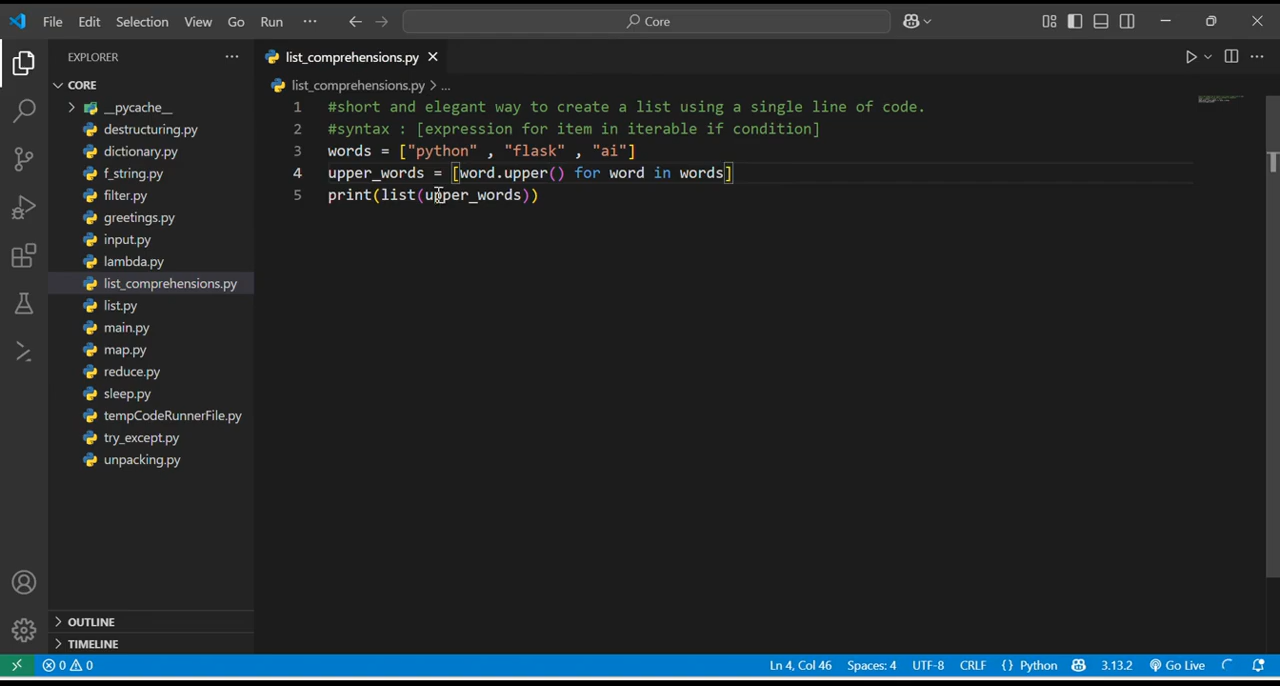 File Edit Selection View Go Run ··· Core
EXPLORER ···
list_comprehensions.py
CORE
list_comprehensions.py > ...
__pycache__
destructuring.py
dictionary.py
f_string.py
filter.py
greetings.py
input.py
lambda.py
list_comprehensions.py
list.py
main.py
map.py
reduce.py
sleep.py
tempCodeRunnerFile.py
try_except.py
unpacking.py
OUTLINE
TIMELINE
1 #short and elegant way to create a list using a single line of code.
2 #syntax : [expression for item in iterable if condition]
3 words = ["python" , "flask" , "ai"]
4 upper_words = [word.upper() for word in words]
5 print(list(upper_words))
0 0 Ln 4, Col 46 Spaces: 4 UTF-8 CRLF {} Python 3.13.2 Go Live